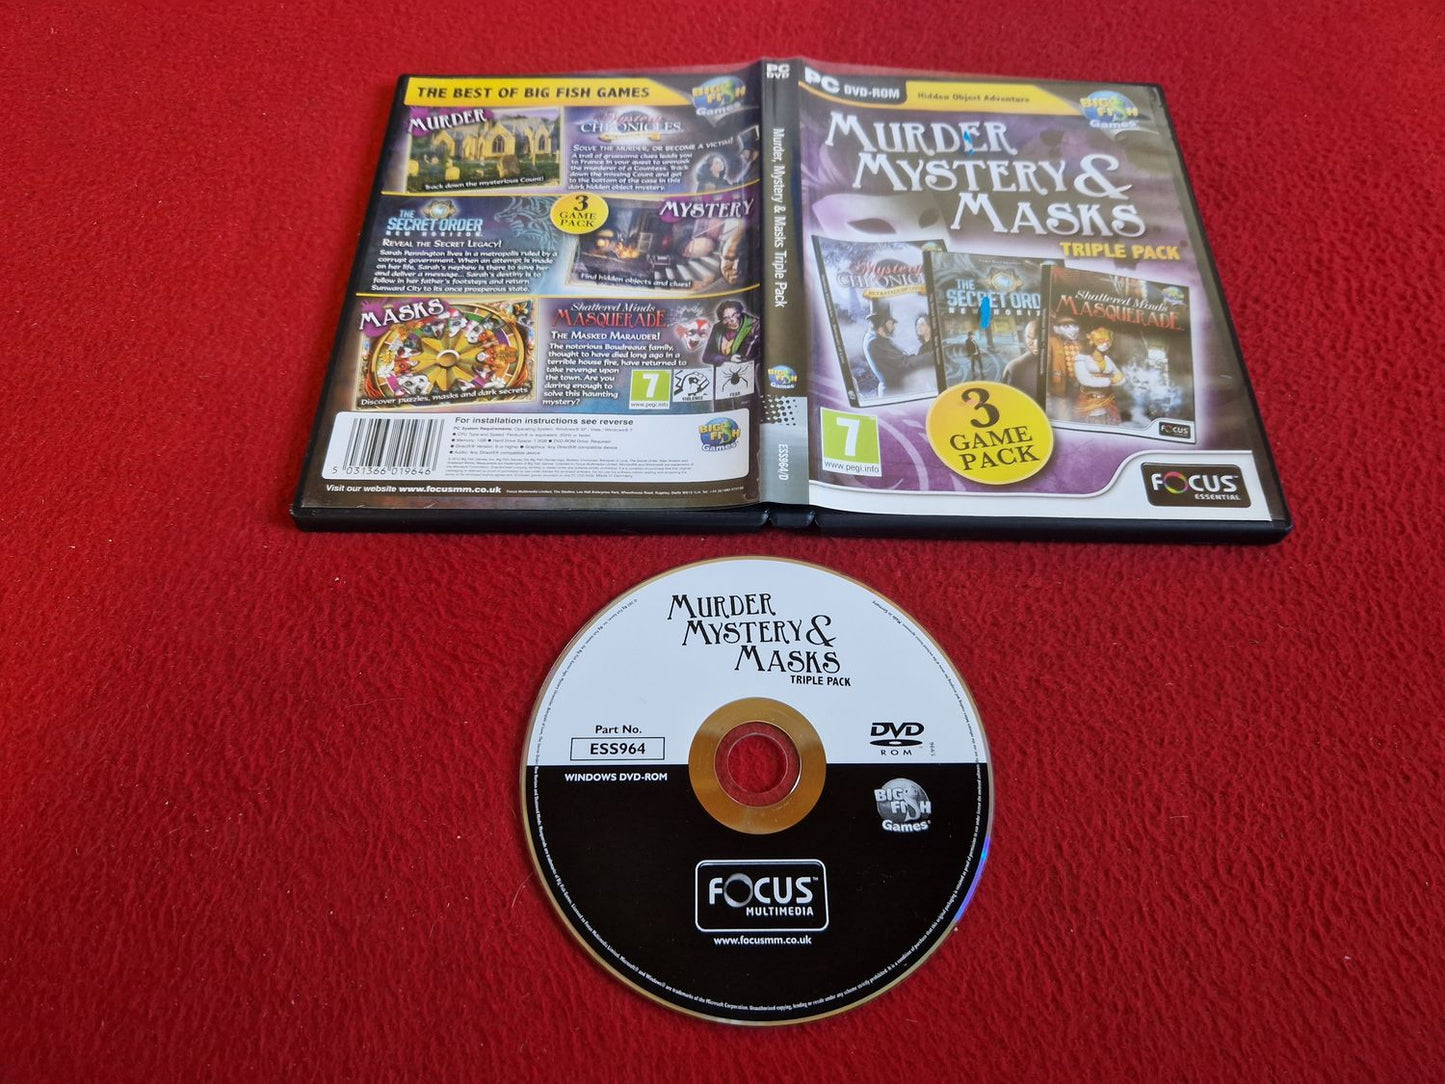 THE BEST OF BIG FISH GAMES
BIG FISH Games
MURDER
Track down the mysterious Count!
Mystery
CHRONICLES
SOLVE THE MURDER, OR BECOME A VICTIM!
A trail of gruesome clues leads you
to France in your quest to unmask
the murderer of a Countess. Track
down the missing Count and get
to the bottom of the case in this
dark hidden object mystery.
THE
SECRET ORDER
NEW HORIZON
REVEAL THE SECRET LEGACY!
Sarah Pennington lives in a metropolis ruled by a
corrupt government. When an attempt is made
on her life, Sarah's nephew is there to save her
and deliver a message... Sarah's destiny is to
follow in her father's footsteps and return
Sunward City to its once prosperous state.
3
GAME
PACK
MYSTERY
Find hidden objects and clues!
MASKS
Discover puzzles, masks and dark secrets
Shattered Minds
MASQUERADE
THE MASKED MARAUDER!
The notorious Boudreaux family,
thought to have died long ago in a
terrible house fire, have returned to
take revenge upon
the town. Are you
daring enough to
solve this haunting
mystery?
7
www.pegi.info
VIOLENCE
FEAR
For installation instructions see reverse
BIG FISH Games
5 031366 019646
Visit our website www.focusmm.co.uk
PC
DVD
Murder, Mystery & Masks Triple Pack
BIG FISH Games
ESS964/D
PC DVD-ROM
Hidden Object Adventure
BIG FISH Games
MURDER
MYSTERY &
MASKS
TRIPLE PACK
Mystery
THE
SECRET ORDE
Shattered Minds
MASQUERADE
7
www.pegi.info
3
GAME
PACK
FOCUS
FOCUS
ESSENTIAL
MURDER
MYSTERY &
MASKS
TRIPLE PACK
Part No.
ESS964
WINDOWS DVD-ROM
DVD
ROM
BIG FISH Games
FOCUS™
MULTIMEDIA
www.focusmm.co.uk